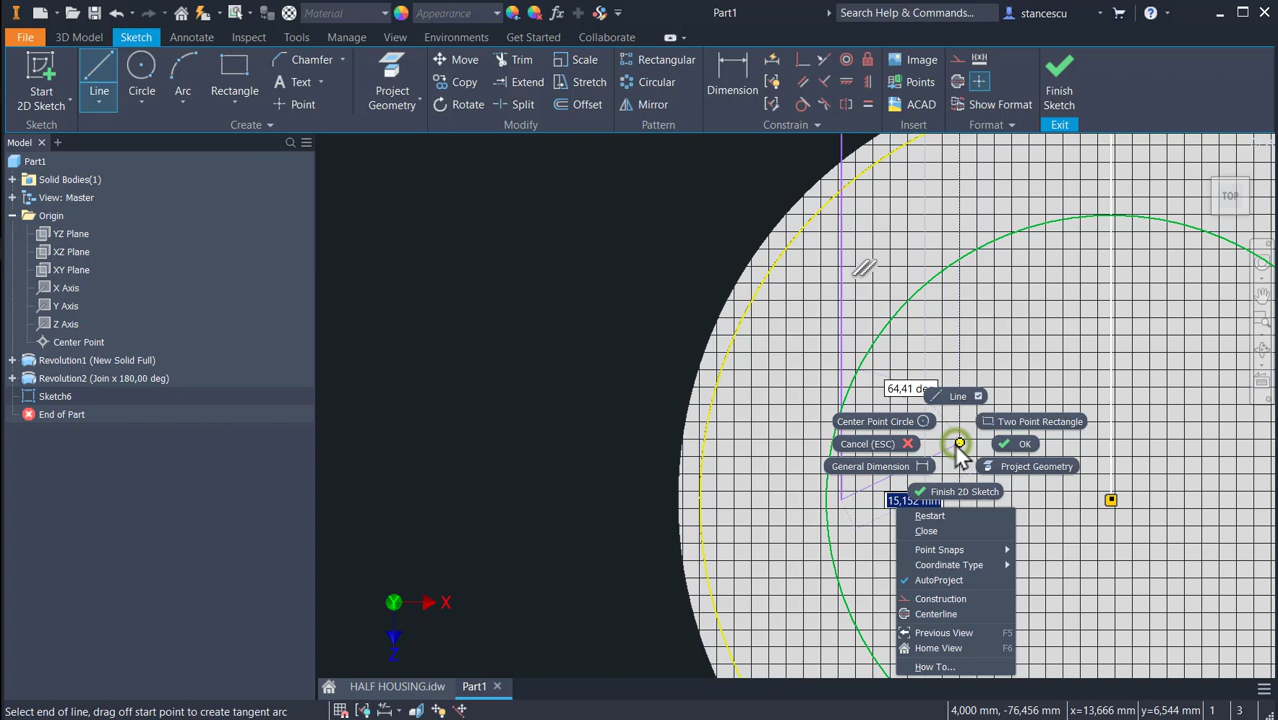 Material
Appearance
Part1
Search Help & Commands...
stancescu
File
3D Model
Sketch
Annotate
Inspect
Tools
Manage
View
Environments
Get Started
Collaborate
Start
2D Sketch
Line
Circle
Arc
Rectangle
Chamfer
Text
Point
Project
Geometry
Move
Copy
Rotate
Trim
Extend
Split
Scale
Stretch
Offset
Rectangular
Circular
Mirror
Dimension
Image
Points
ACAD
Show Format
Finish
Sketch
Sketch
Create
Modify
Pattern
Constrain
Insert
Format
Exit
Model
Part1
Solid Bodies(1)
View: Master
Origin
YZ Plane
XZ Plane
XY Plane
X Axis
Y Axis
Z Axis
Center Point
Revolution1 (New Solid Full)
Revolution2 (Join x 180,00 deg)
Sketch6
End of Part
TOP
64,41 de
Line
Center Point Circle
Two Point Rectangle
Cancel (ESC)
OK
General Dimension
Project Geometry
Finish 2D Sketch
15,152 mm
Restart
Close
Point Snaps
Coordinate Type
AutoProject
Construction
Centerline
Previous View F5
Home View F6
How To...
Y
X
Z
HALF HOUSING.idw
Part1
Select end of line, drag off start point to create tangent arc
4,000 mm, -76,456 mm
x=13,666 mm, y=6,544 mm
1
3